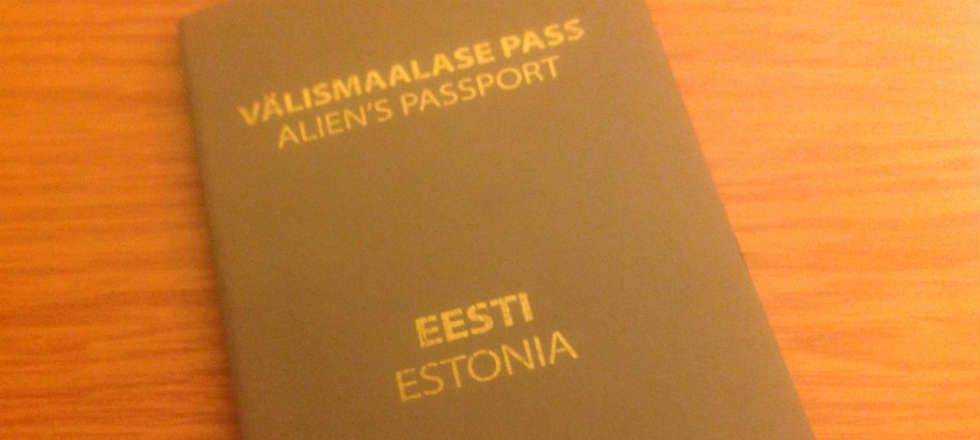 VÄLISMAALASE PASS
ALIEN'S PASSPORT
EESTI
ESTONIA